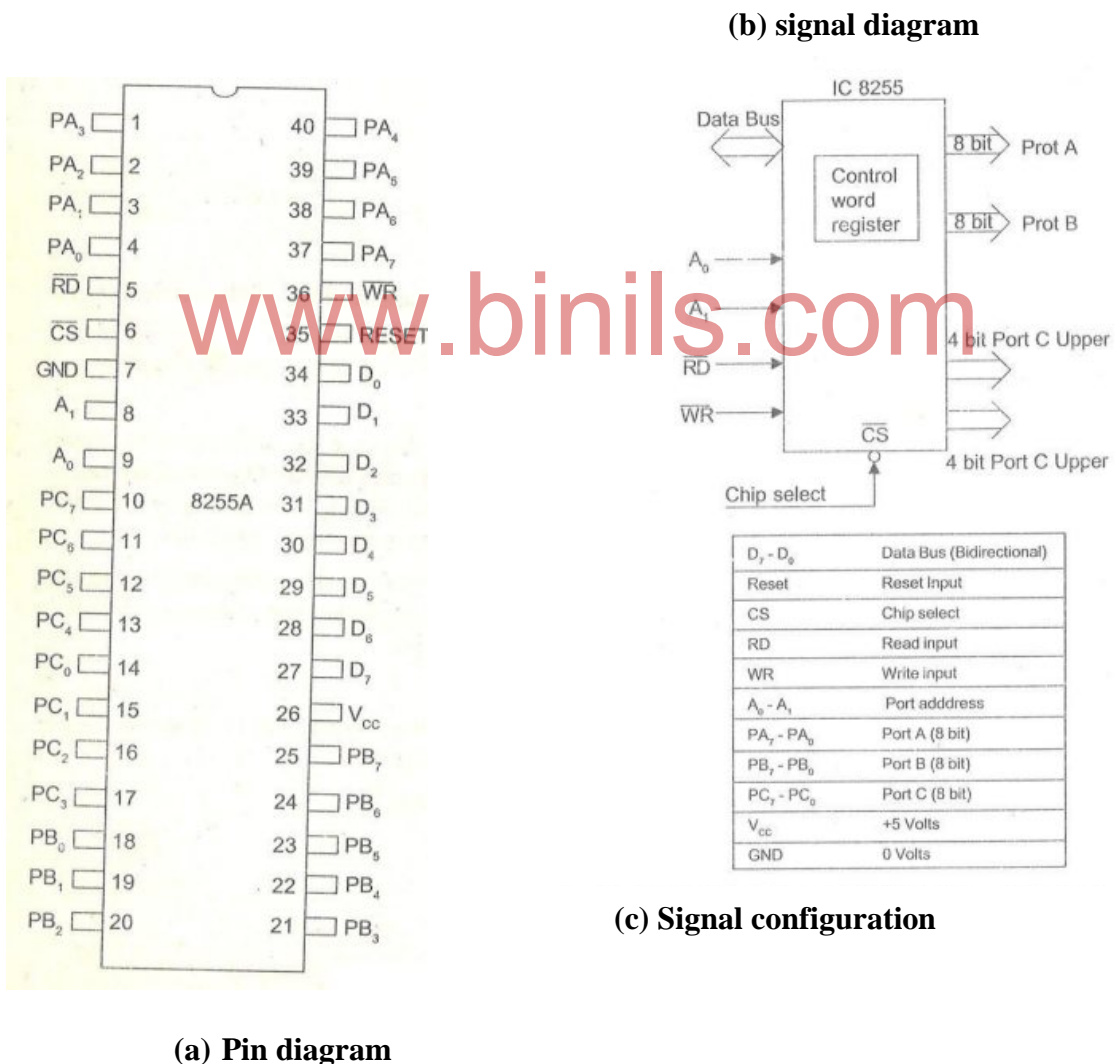 (b) signal diagram
PA₃ 1 40 PA₄
PA₂ 2 39 PA₅
PA₁ 3 38 PA₆
PA₀ 4 37 PA₇
R̅D̅ 5 36 W̅R̅
C̅S̅ 6 35 RESET
GND 7 34 D₀
A₁ 8 33 D₁
A₀ 9 32 D₂
PC₇ 10 8255A 31 D₃
PC₆ 11 30 D₄
PC₅ 12 29 D₅
PC₄ 13 28 D₆
PC₀ 14 27 D₇
PC₁ 15 26 V_cc
PC₂ 16 25 PB₇
PC₃ 17 24 PB₆
PB₀ 18 23 PB₅
PB₁ 19 22 PB₄
PB₂ 20 21 PB₃
(a) Pin diagram
IC 8255
Data Bus
8 bit Prot A
Control
word
register
8 bit Prot B
A₀
A₁
4 bit Port C Upper
R̅D̅
W̅R̅
C̅S̅
4 bit Port C Upper
Chip select
D₇ - D₀ Data Bus (Bidirectional)
Reset Reset Input
CS Chip select
RD Read input
WR Write input
A₀ - A₁ Port adddress
PA₇ - PA₀ Port A (8 bit)
PB₇ - PB₀ Port B (8 bit)
PC₇ - PC₀ Port C (8 bit)
V_cc +5 Volts
GND 0 Volts
(c) Signal configuration
www.binils.com